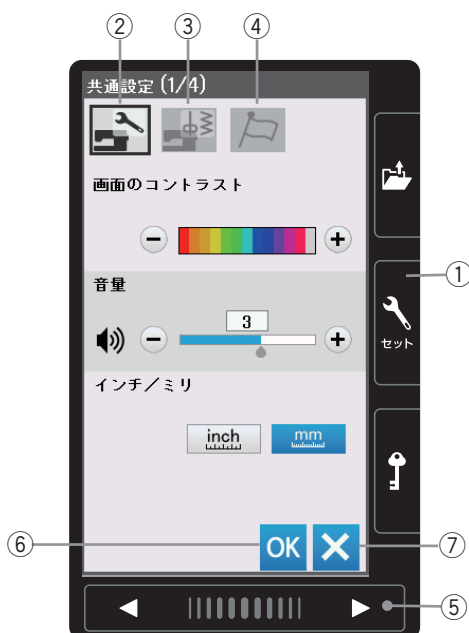 ② ③ ④
共通設定 (1/4)
画面のコントラスト
①
音量
3
セット
インチ/ミリ
inch mm
⑥ OK ⑦
⑤